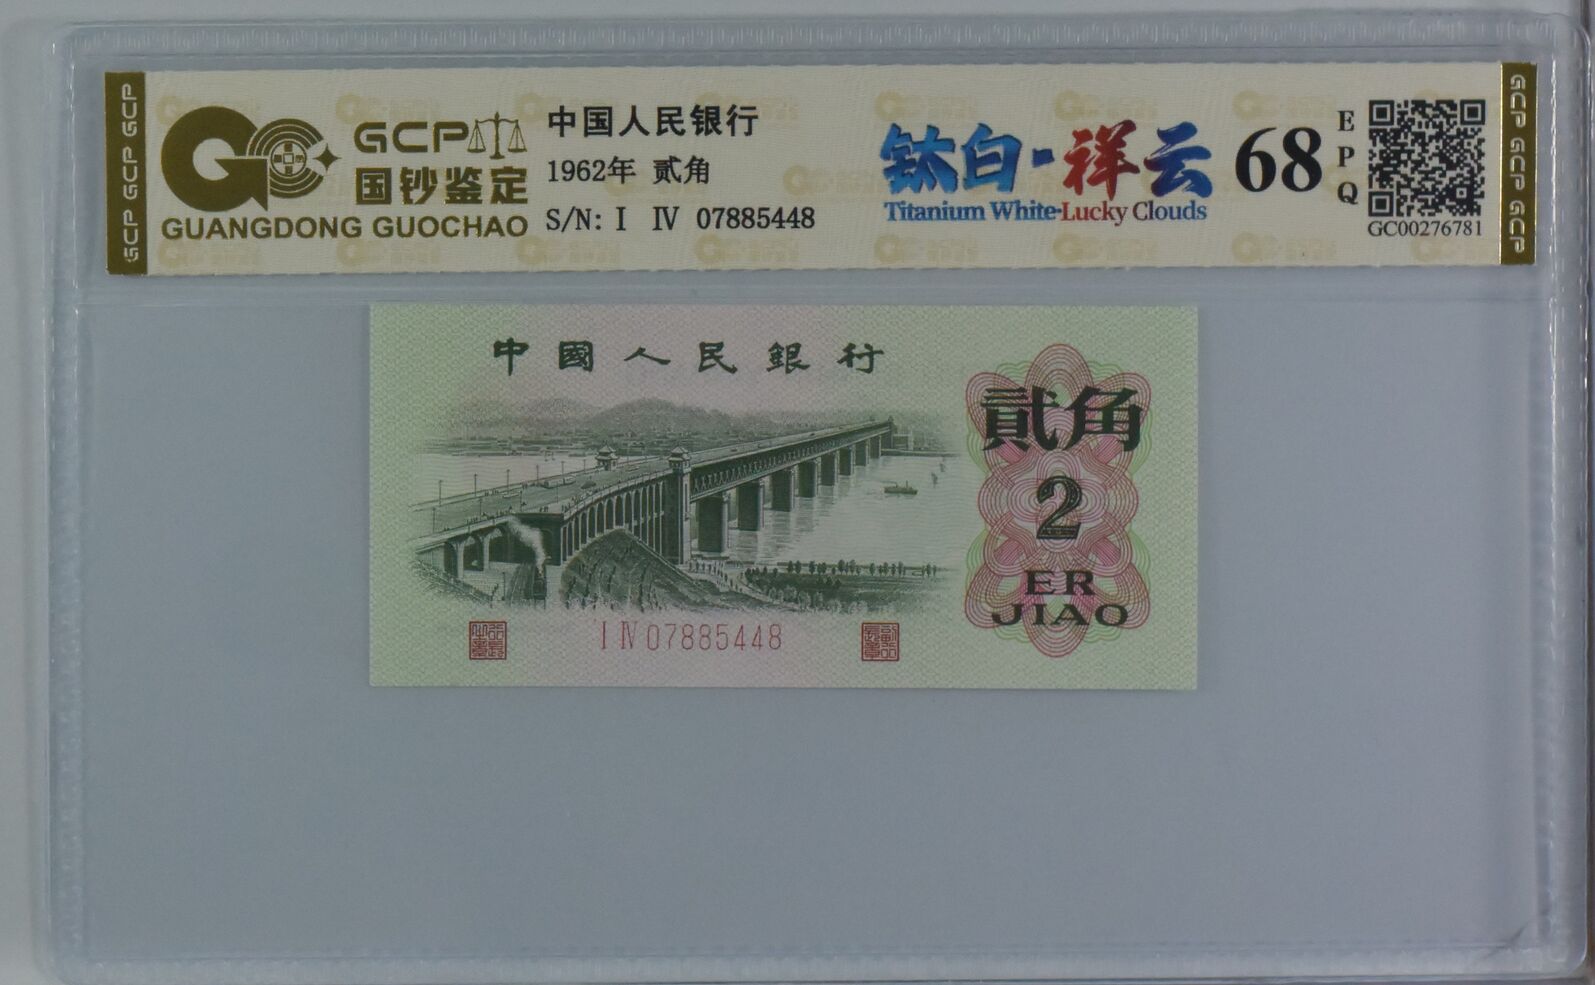 GCP GCP GCP
GCP
国钞鉴定
GUANGDONG GUOCHAO
中国人民银行
1962年 贰角
S/N: I IV 07885448
钛白·祥云
Titanium White-Lucky Clouds
68
EPQ
GC00276781
GCP GCP GCP
中國人民銀行
貳角
2
ER
JIAO
I IV 07885448